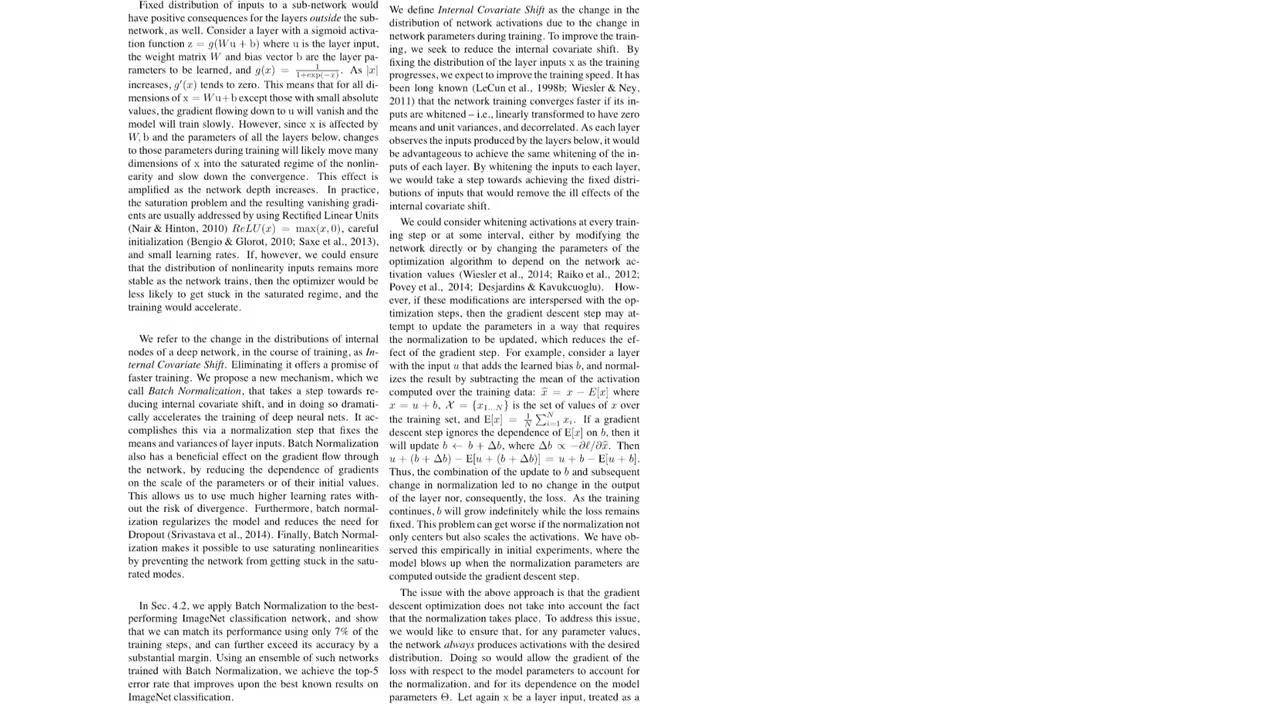 Fixed distribution of inputs to a sub-network would
have positive consequences for the layers outside the sub-
network, as well. Consider a layer with a sigmoid activa-
tion function z = g(Wu + b) where u is the layer input,
the weight matrix W and bias vector b are the layer pa-
rameters to be learned, and g(x) = 1/(1+exp(−x)). As |x|
increases, g′(x) tends to zero. This means that for all di-
mensions of x = Wu+b except those with small absolute
values, the gradient flowing down to u will vanish and the
model will train slowly. However, since x is affected by
W, b and the parameters of all the layers below, changes
to those parameters during training will likely move many
dimensions of x into the saturated regime of the nonlin-
earity and slow down the convergence. This effect is
amplified as the network depth increases. In practice,
the saturation problem and the resulting vanishing gradi-
ents are usually addressed by using Rectified Linear Units
(Nair & Hinton, 2010) ReLU(x) = max(x, 0), careful
initialization (Bengio & Glorot, 2010; Saxe et al., 2013),
and small learning rates. If, however, we could ensure
that the distribution of nonlinearity inputs remains more
stable as the network trains, then the optimizer would be
less likely to get stuck in the saturated regime, and the
training would accelerate.
We refer to the change in the distributions of internal
nodes of a deep network, in the course of training, as In-
ternal Covariate Shift. Eliminating it offers a promise of
faster training. We propose a new mechanism, which we
call Batch Normalization, that takes a step towards re-
ducing internal covariate shift, and in doing so dramati-
cally accelerates the training of deep neural nets. It ac-
complishes this via a normalization step that fixes the
means and variances of layer inputs. Batch Normalization
also has a beneficial effect on the gradient flow through
the network, by reducing the dependence of gradients
on the scale of the parameters or of their initial values.
This allows us to use much higher learning rates with-
out the risk of divergence. Furthermore, batch normal-
ization regularizes the model and reduces the need for
Dropout (Srivastava et al., 2014). Finally, Batch Normal-
ization makes it possible to use saturating nonlinearities
by preventing the network from getting stuck in the satu-
rated modes.
In Sec. 4.2, we apply Batch Normalization to the best-
performing ImageNet classification network, and show
that we can match its performance using only 7% of the
training steps, and can further exceed its accuracy by a
substantial margin. Using an ensemble of such networks
trained with Batch Normalization, we achieve the top-5
error rate that improves upon the best known results on
ImageNet classification.
We define Internal Covariate Shift as the change in the
distribution of network activations due to the change in
network parameters during training. To improve the train-
ing, we seek to reduce the internal covariate shift. By
fixing the distribution of the layer inputs x as the training
progresses, we expect to improve the training speed. It has
been long known (LeCun et al., 1998b; Wiesler & Ney,
2011) that the network training converges faster if its in-
puts are whitened – i.e., linearly transformed to have zero
means and unit variances, and decorrelated. As each layer
observes the inputs produced by the layers below, it would
be advantageous to achieve the same whitening of the in-
puts of each layer. By whitening the inputs to each layer,
we would take a step towards achieving the fixed distri-
butions of inputs that would remove the ill effects of the
internal covariate shift.
We could consider whitening activations at every train-
ing step or at some interval, either by modifying the
network directly or by changing the parameters of the
optimization algorithm to depend on the network ac-
tivation values (Wiesler et al., 2014; Raiko et al., 2012;
Povey et al., 2014; Desjardins & Kavukcuoglu). How-
ever, if these modifications are interspersed with the op-
timization steps, then the gradient descent step may at-
tempt to update the parameters in a way that requires
the normalization to be updated, which reduces the ef-
fect of the gradient step. For example, consider a layer
with the input u that adds the learned bias b, and normal-
izes the result by subtracting the mean of the activation
computed over the training data: x̂ = x − E[x] where
x = u + b, 𝒳 = {x₁…N} is the set of values of x over
the training set, and E[x] = 1/N ∑ᴺᵢ₌₁ xᵢ. If a gradient
descent step ignores the dependence of E[x] on b, then it
will update b ← b + Δb, where Δb ∝ −∂ℓ/∂x̂. Then
u + (b + Δb) − E[u + (b + Δb)] = u + b − E[u + b].
Thus, the combination of the update to b and subsequent
change in normalization led to no change in the output
of the layer nor, consequently, the loss. As the training
continues, b will grow indefinitely while the loss remains
fixed. This problem can get worse if the normalization not
only centers but also scales the activations. We have ob-
served this empirically in initial experiments, where the
model blows up when the normalization parameters are
computed outside the gradient descent step.
The issue with the above approach is that the gradient
descent optimization does not take into account the fact
that the normalization takes place. To address this issue,
we would like to ensure that, for any parameter values,
the network always produces activations with the desired
distribution. Doing so would allow the gradient of the
loss with respect to the model parameters to account for
the normalization, and for its dependence on the model
parameters Θ. Let again x be a layer input, treated as a